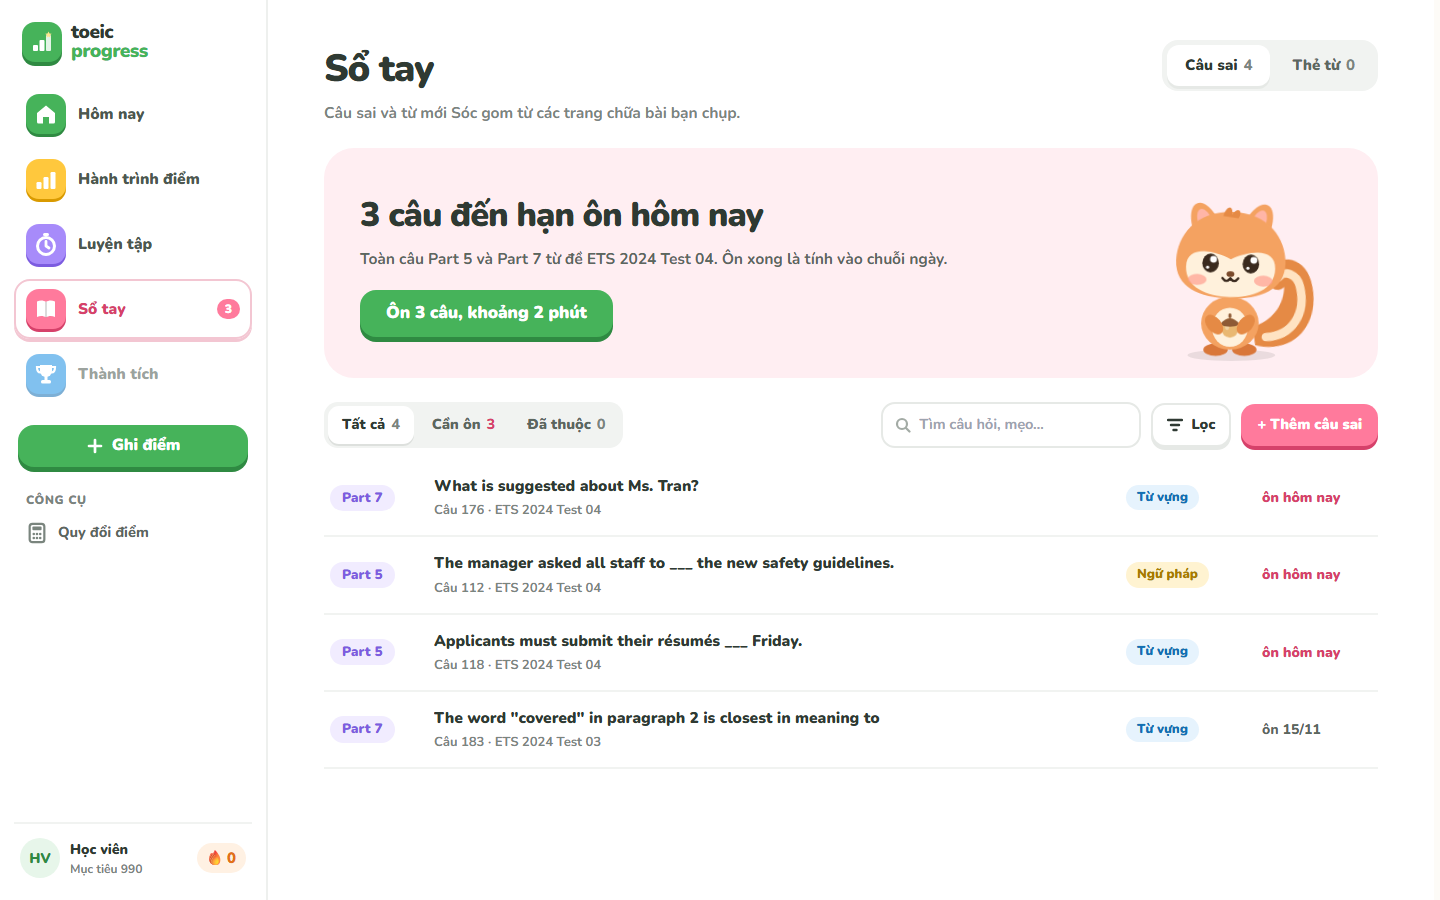 toeic
progress
Hôm nay
Hành trình điểm
Luyện tập
Sổ tay
3
Thành tích
+ Ghi điểm
CÔNG CỤ
Quy đổi điểm
HV
Học viên
Mục tiêu 990
0
Sổ tay
Câu sai và từ mới Sóc gom từ các trang chữa bài bạn chụp.
Câu sai 4
Thẻ từ 0
3 câu đến hạn ôn hôm nay
Toàn câu Part 5 và Part 7 từ đề ETS 2024 Test 04. Ôn xong là tính vào chuỗi ngày.
Ôn 3 câu, khoảng 2 phút
Tất cả 4
Cần ôn 3
Đã thuộc 0
Tìm câu hỏi, mẹo...
Lọc
+ Thêm câu sai
Part 7
What is suggested about Ms. Tran?
Câu 176 · ETS 2024 Test 04
Từ vựng
ôn hôm nay
Part 5
The manager asked all staff to ___ the new safety guidelines.
Câu 112 · ETS 2024 Test 04
Ngữ pháp
ôn hôm nay
Part 5
Applicants must submit their résumés ___ Friday.
Câu 118 · ETS 2024 Test 04
Từ vựng
ôn hôm nay
Part 7
The word "covered" in paragraph 2 is closest in meaning to
Câu 183 · ETS 2024 Test 03
Từ vựng
ôn 15/11